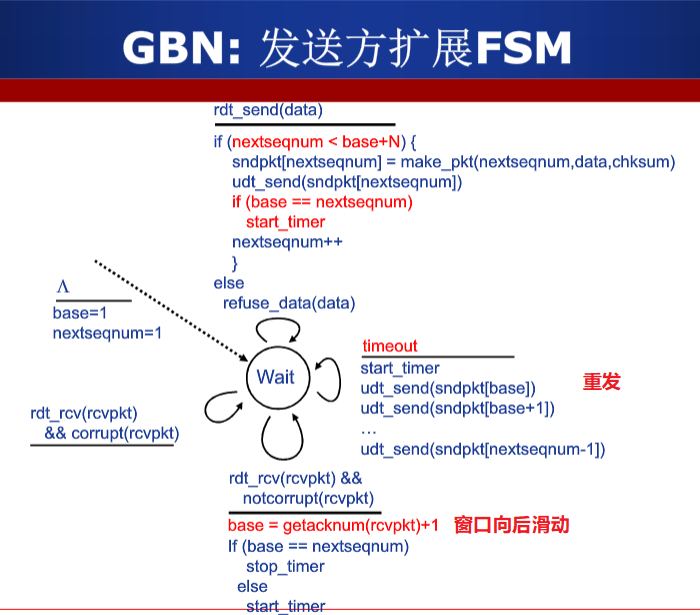 GBN: 发送方扩展FSM
rdt_send(data)
if (nextseqnum < base+N) {
sndpkt[nextseqnum] = make_pkt(nextseqnum,data,chksum)
udt_send(sndpkt[nextseqnum])
if (base == nextseqnum)
start_timer
nextseqnum++
}
else
refuse_data(data)
Λ
base=1
nextseqnum=1
Wait
timeout
start_timer
udt_send(sndpkt[base])
udt_send(sndpkt[base+1])
…
udt_send(sndpkt[nextseqnum-1])
重发
rdt_rcv(rcvpkt)
&& corrupt(rcvpkt)
rdt_rcv(rcvpkt) &&
notcorrupt(rcvpkt)
base = getacknum(rcvpkt)+1 窗口向后滑动
If (base == nextseqnum)
stop_timer
else
start_timer